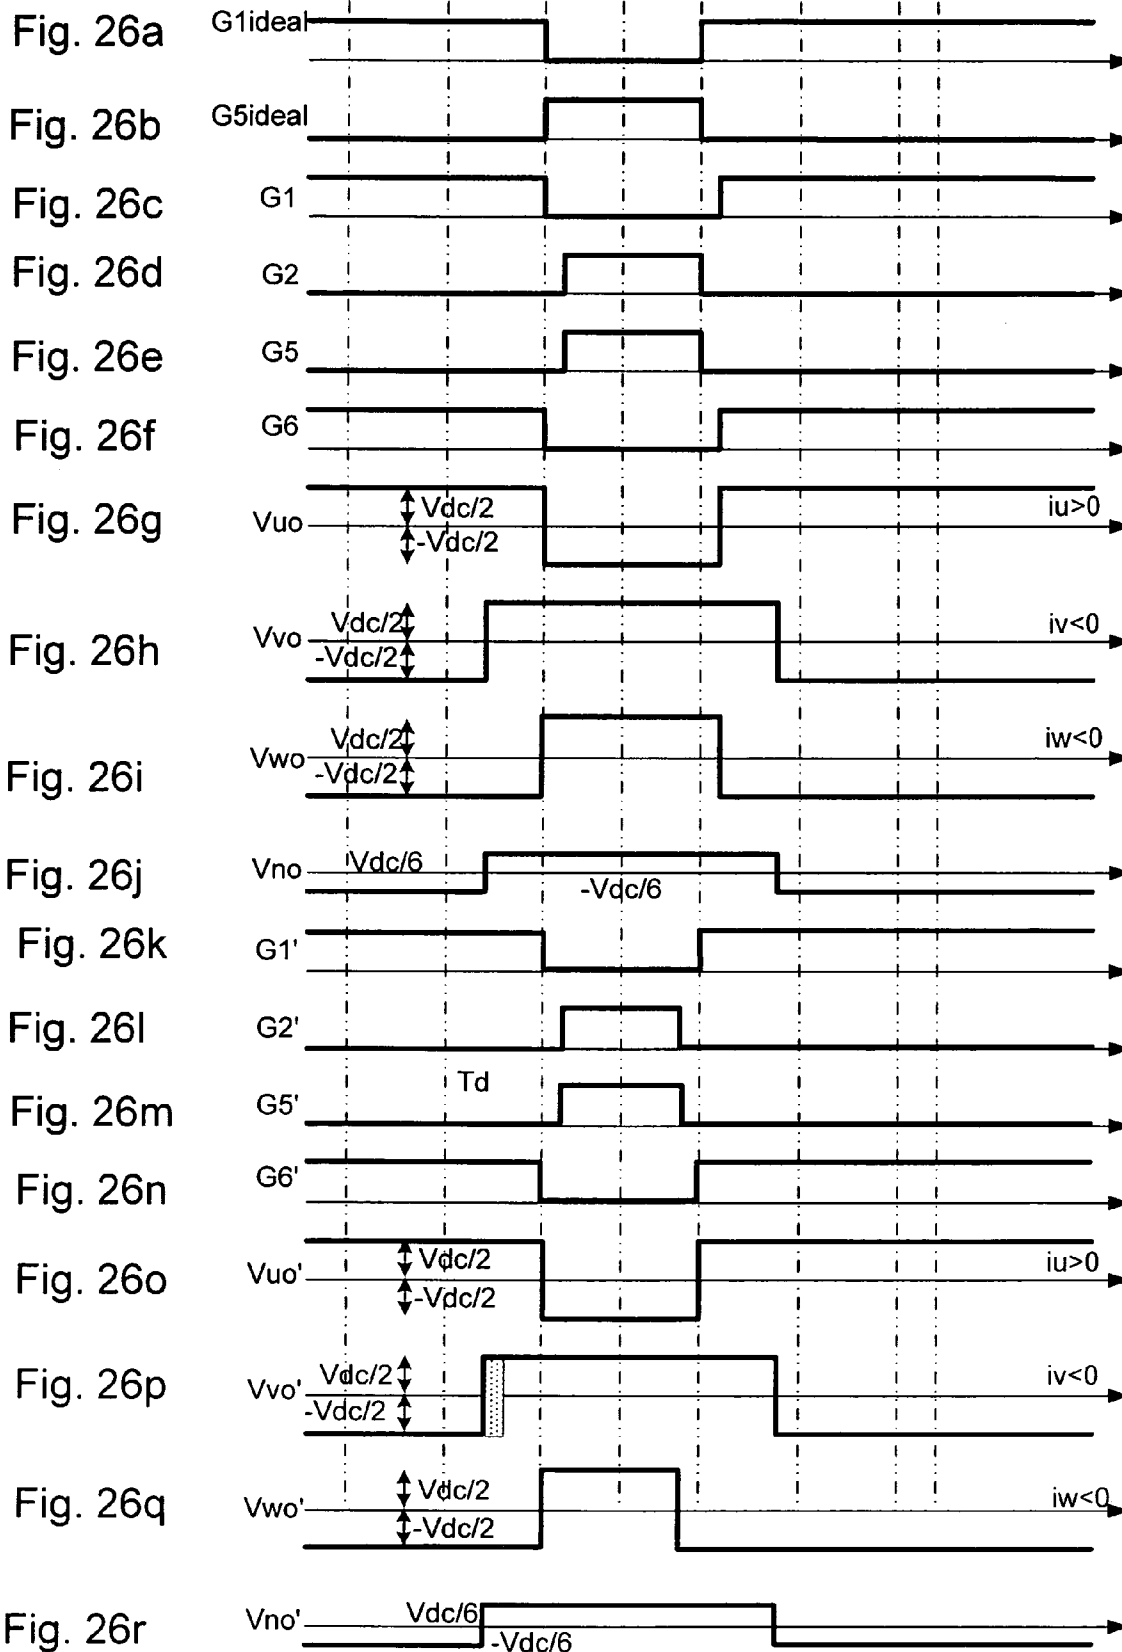 Fig. 26a G1ideal
Fig. 26b G5ideal
Fig. 26c G1
Fig. 26d G2
Fig. 26e G5
Fig. 26f G6
Fig. 26g Vuo Vdc/2 -Vdc/2 iu>0
Fig. 26h Vvo Vdc/2 -Vdc/2 iv<0
Fig. 26i Vwo Vdc/2 -Vdc/2 iw<0
Fig. 26j Vno Vdc/6 -Vdc/6
Fig. 26k G1'
Fig. 26l G2'
Td
Fig. 26m G5'
Fig. 26n G6'
Fig. 26o Vuo' Vdc/2 -Vdc/2 iu>0
Fig. 26p Vvo' Vdc/2 -Vdc/2 iv<0
Fig. 26q Vwo' Vdc/2 -Vdc/2 iw<0
Fig. 26r Vno' Vdc/6 -Vdc/6